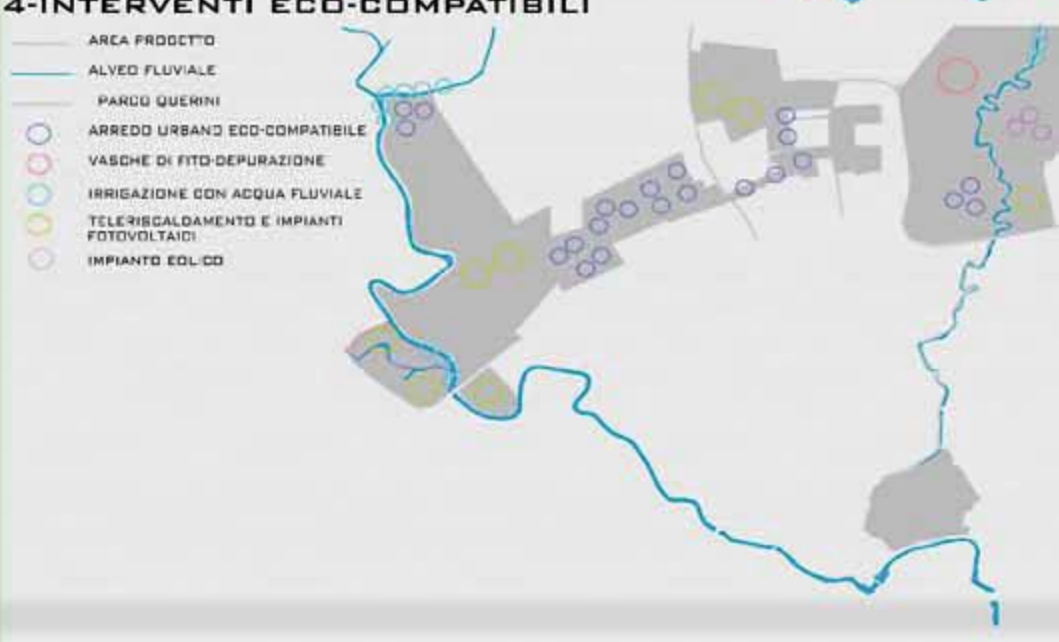 4-INTERVENTI ECO-COMPATIBILI
AREA PROGETTO
ALVEO FLUVIALE
PARCO QUERINI
ARREDO URBANO ECO-COMPATIBILE
VASCHE DI FITO-DEPURAZIONE
IRRIGAZIONE CON ACQUA FLUVIALE
TELERISCALDAMENTO E IMPIANTI
FOTOVOLTAICI
IMPIANTO EOLICO